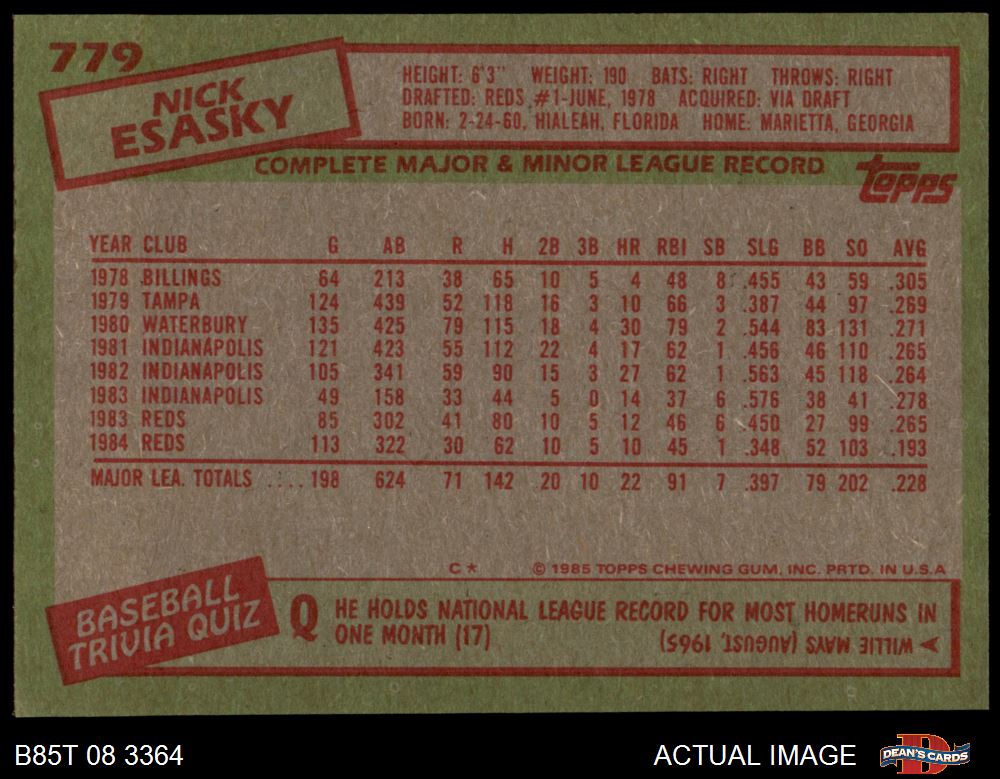 779
NICK
ESASKY
HEIGHT: 6'3" WEIGHT: 190 BATS: RIGHT THROWS: RIGHT
DRAFTED: REDS #1-JUNE, 1978 ACQUIRED: VIA DRAFT
BORN: 2-24-60, HIALEAH, FLORIDA HOME: MARIETTA, GEORGIA
COMPLETE MAJOR & MINOR LEAGUE RECORD
TOPPS
YEAR CLUB G AB R H 2B 3B HR RBI SB SLG BB SO AVG
1978 BILLINGS 64 213 38 65 10 5 4 48 8 .455 43 59 .305
1979 TAMPA 124 439 52 118 16 3 10 66 3 .387 44 97 .269
1980 WATERBURY 135 425 79 115 18 4 30 79 2 .544 83 131 .271
1981 INDIANAPOLIS 121 423 55 112 22 4 17 62 1 .456 46 110 .265
1982 INDIANAPOLIS 105 341 59 90 15 3 27 62 1 .563 45 118 .264
1983 INDIANAPOLIS 49 158 33 44 5 0 14 37 6 .576 38 41 .278
1983 REDS 85 302 41 80 10 5 12 46 6 .450 27 99 .265
1984 REDS 113 322 30 62 10 5 10 45 1 .348 52 103 .193
MAJOR LEA. TOTALS .... 198 624 71 142 20 10 22 91 7 .397 79 202 .228
C* © 1985 TOPPS CHEWING GUM, INC. PRTD. IN U.S.A
BASEBALL
TRIVIA QUIZ
Q HE HOLDS NATIONAL LEAGUE RECORD FOR MOST HOMERUNS IN
ONE MONTH (17)
WILLIE MAYS (AUGUST, 1965)
B85T 08 3364
ACTUAL IMAGE
D
DEAN'S CARDS